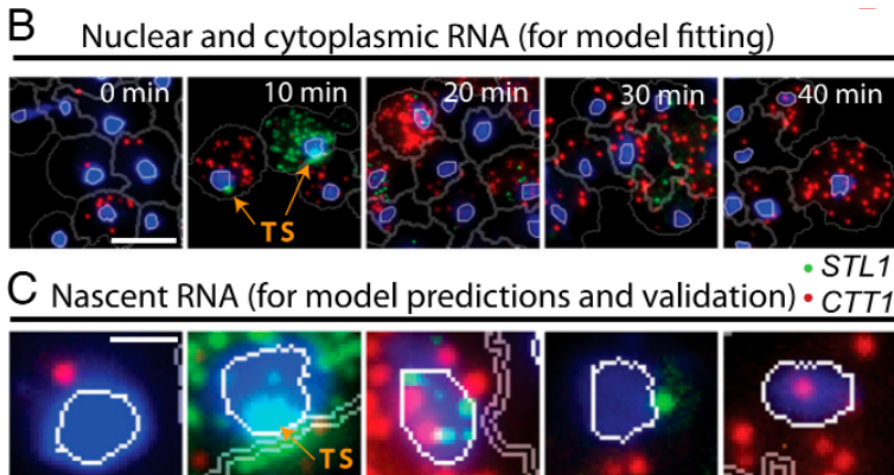 B Nuclear and cytoplasmic RNA (for model fitting)
0 min 10 min 20 min 30 min 40 min
TS
• STL1
C Nascent RNA (for model predictions and validation) • CTT1
TS